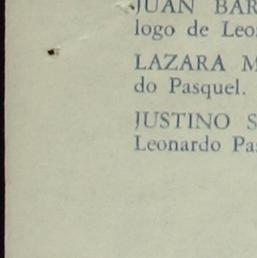 JUAN BAR
logo de Leo
LAZARA M
do Pasquel.
JUSTINO S
Leonardo Pa